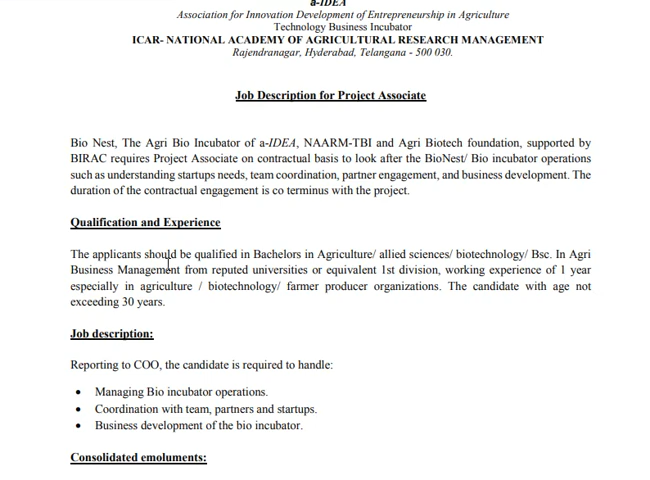 a-IDEA
Association for Innovation Development of Entrepreneurship in Agriculture
Technology Business Incubator
ICAR- NATIONAL ACADEMY OF AGRICULTURAL RESEARCH MANAGEMENT
Rajendranagar, Hyderabad, Telangana - 500 030.
Job Description for Project Associate
Bio Nest, The Agri Bio Incubator of a-IDEA, NAARM-TBI and Agri Biotech foundation, supported by
BIRAC requires Project Associate on contractual basis to look after the BioNest/ Bio incubator operations
such as understanding startups needs, team coordination, partner engagement, and business development. The
duration of the contractual engagement is co terminus with the project.
Qualification and Experience
The applicants should be qualified in Bachelors in Agriculture/ allied sciences/ biotechnology/ Bsc. In Agri
Business Management from reputed universities or equivalent 1st division, working experience of 1 year
especially in agriculture / biotechnology/ farmer producer organizations. The candidate with age not
exceeding 30 years.
Job description:
Reporting to COO, the candidate is required to handle:
• Managing Bio incubator operations.
• Coordination with team, partners and startups.
• Business development of the bio incubator.
Consolidated emoluments: